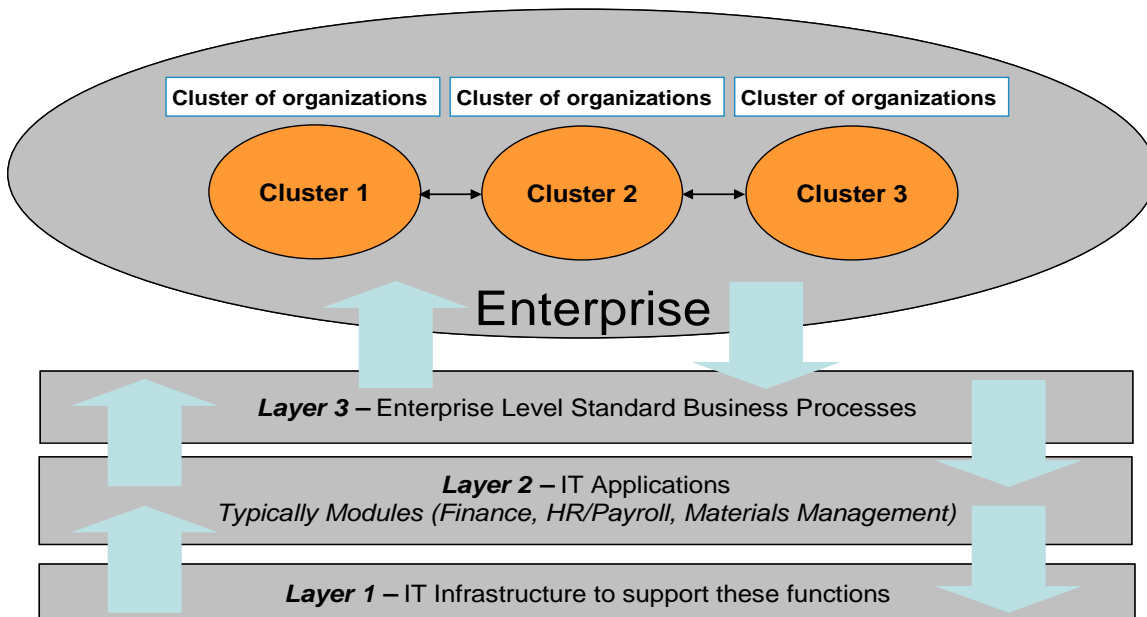 Cluster of organizations
Cluster of organizations
Cluster of organizations
Cluster 1
Cluster 2
Cluster 3
Enterprise
Layer 3 – Enterprise Level Standard Business Processes
Layer 2 – IT Applications
Typically Modules (Finance, HR/Payroll, Materials Management)
Layer 1 – IT Infrastructure to support these functions